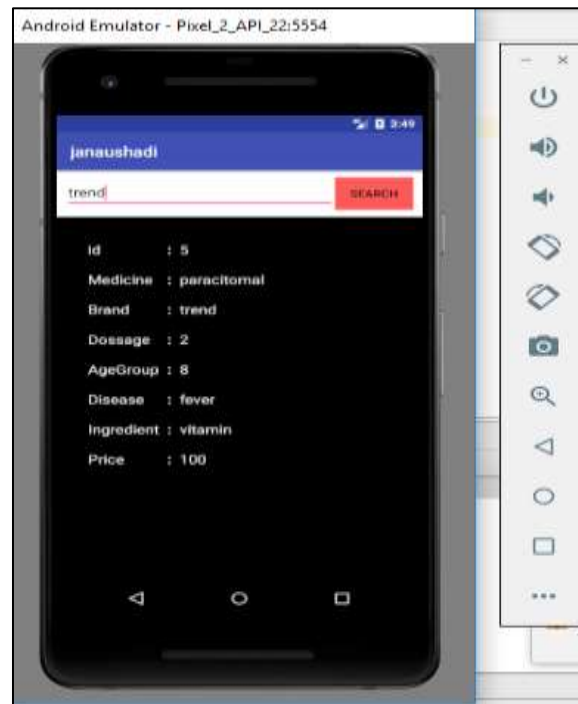 Android Emulator - Pixel_2_API_22:5554
3:49
janaushadi
trend
SEARCH
Id : 5
Medicine : paracitomal
Brand : trend
Dossage : 2
AgeGroup : 8
Disease : fever
Ingredient : vitamin
Price : 100